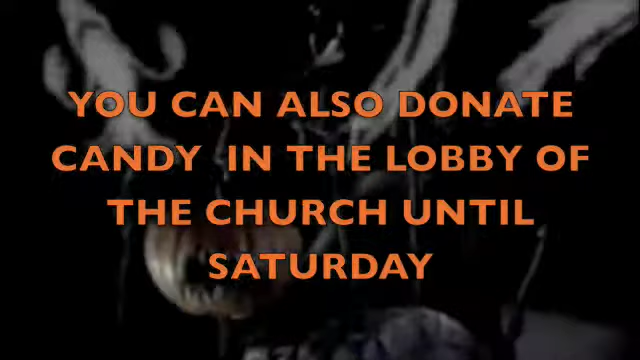 YOU CAN ALSO DONATE
CANDY  IN THE LOBBY OF
THE CHURCH UNTIL
SATURDAY